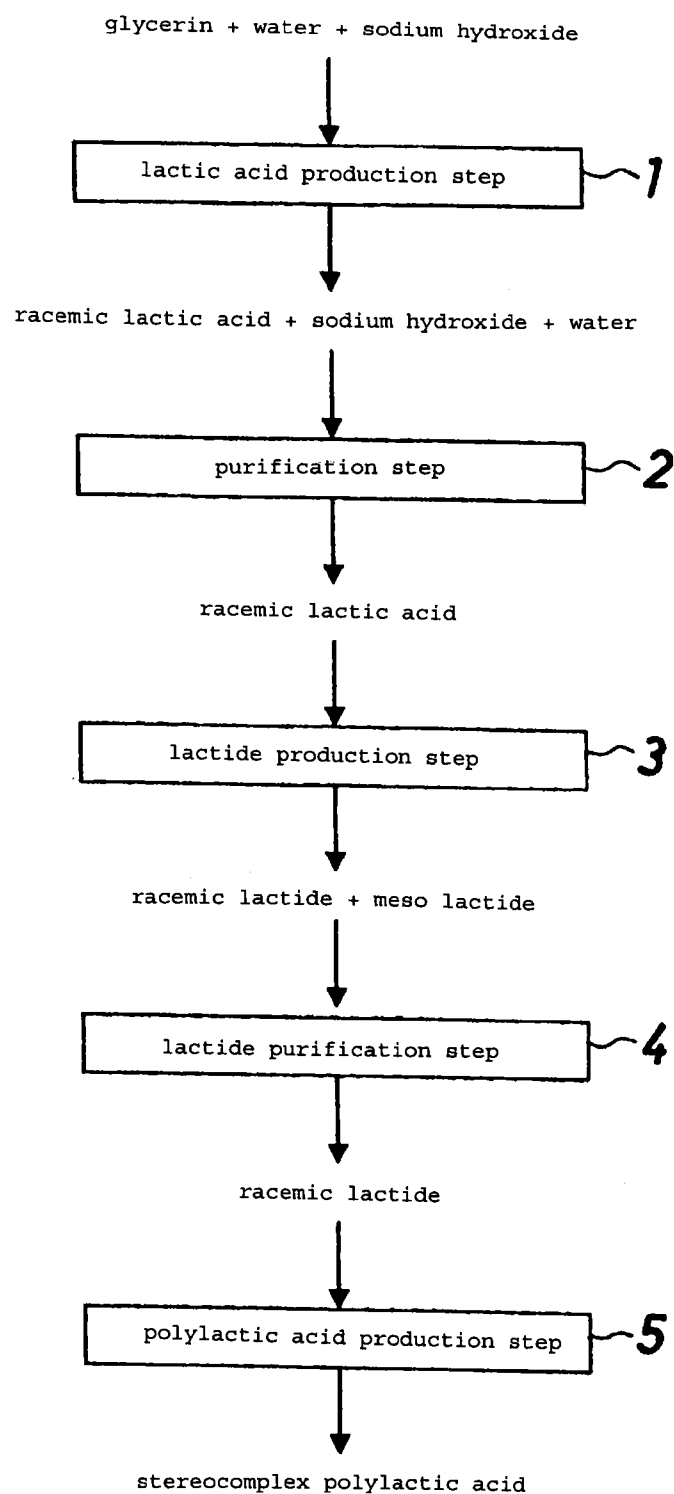 glycerin + water + sodium hydroxide
lactic acid production step 1
racemic lactic acid + sodium hydroxide + water
purification step 2
racemic lactic acid
lactide production step 3
racemic lactide + meso lactide
lactide purification step 4
racemic lactide
polylactic acid production step 5
stereocomplex polylactic acid